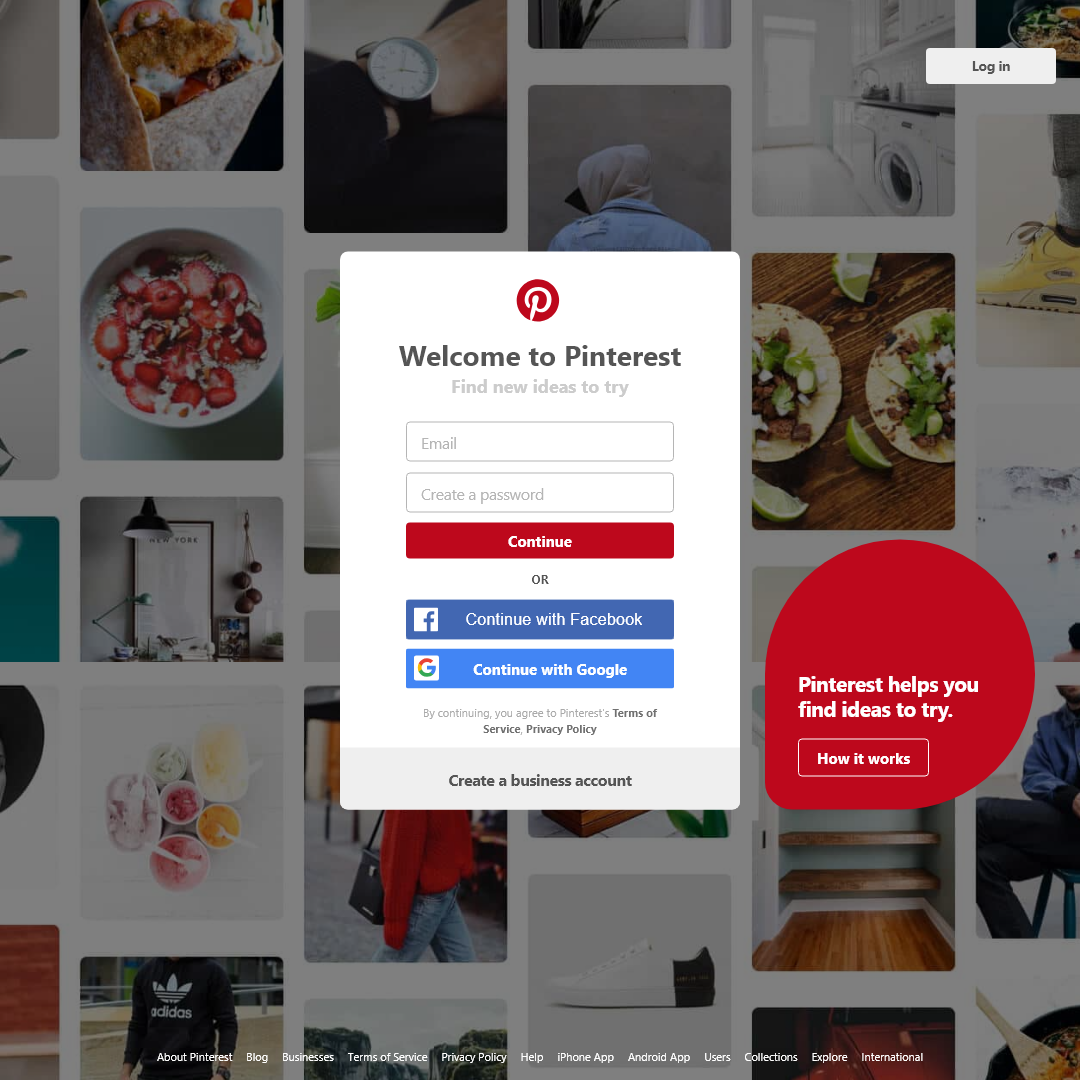 Log in
Welcome to Pinterest
Find new ideas to try
Email
Create a password
Continue
OR
Continue with Facebook
Continue with Google
By continuing, you agree to Pinterest's Terms of
Service, Privacy Policy
Create a business account
NEW YORK
Pinterest helps you
find ideas to try.
How it works
adidas
About Pinterest Blog Businesses Terms of Service Privacy Policy Help iPhone App Android App Users Collections Explore International